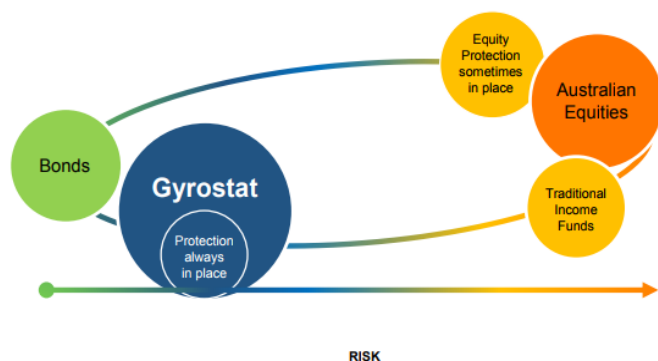 Equity
Protection
sometimes
in place
Australian
Equities
Bonds
Gyrostat
Protection
always
in place
Traditional
Income
Funds
RISK